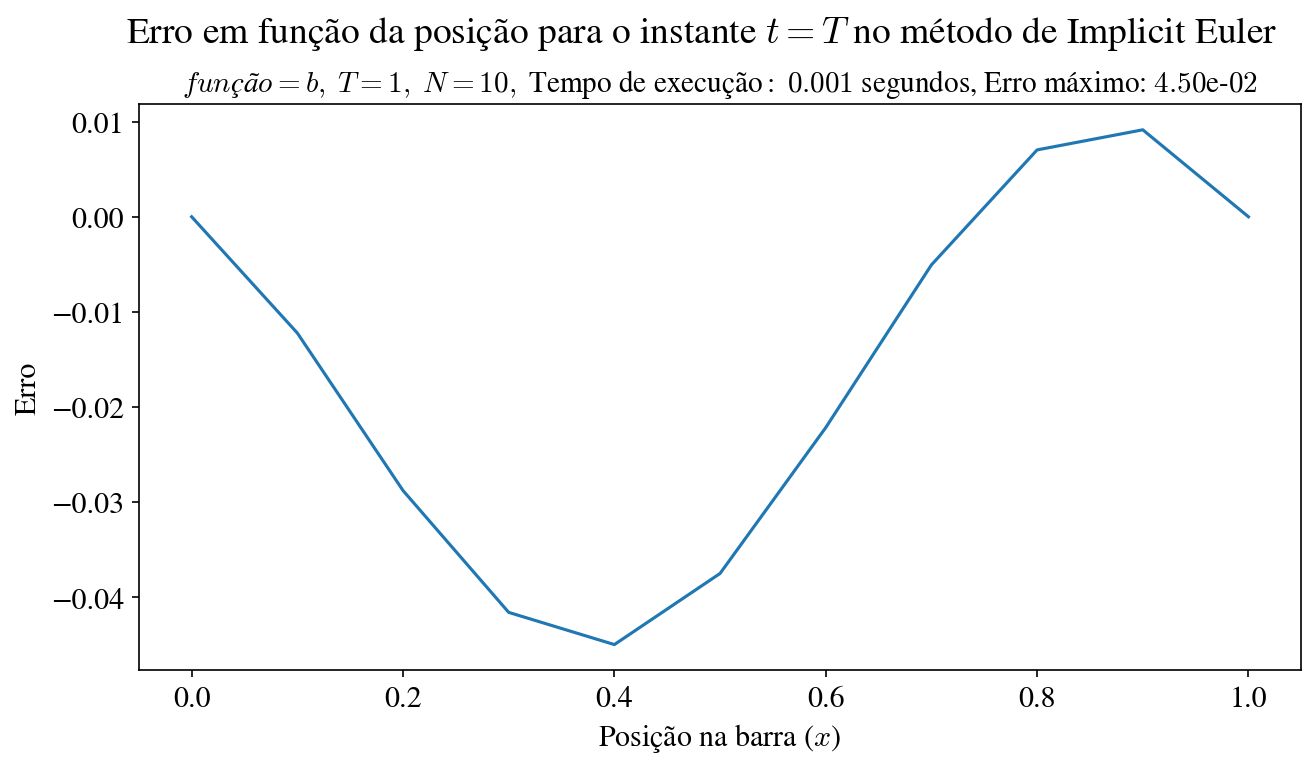 Erro em função da posição para o instante t = T no método de Implicit Euler
função = b, T = 1, N = 10, Tempo de execução : 0.001 segundos, Erro máximo: 4.50e-02
0.01
0.00
−0.01
−0.02
−0.03
−0.04
Erro
0.0 0.2 0.4 0.6 0.8 1.0
Posição na barra (x)